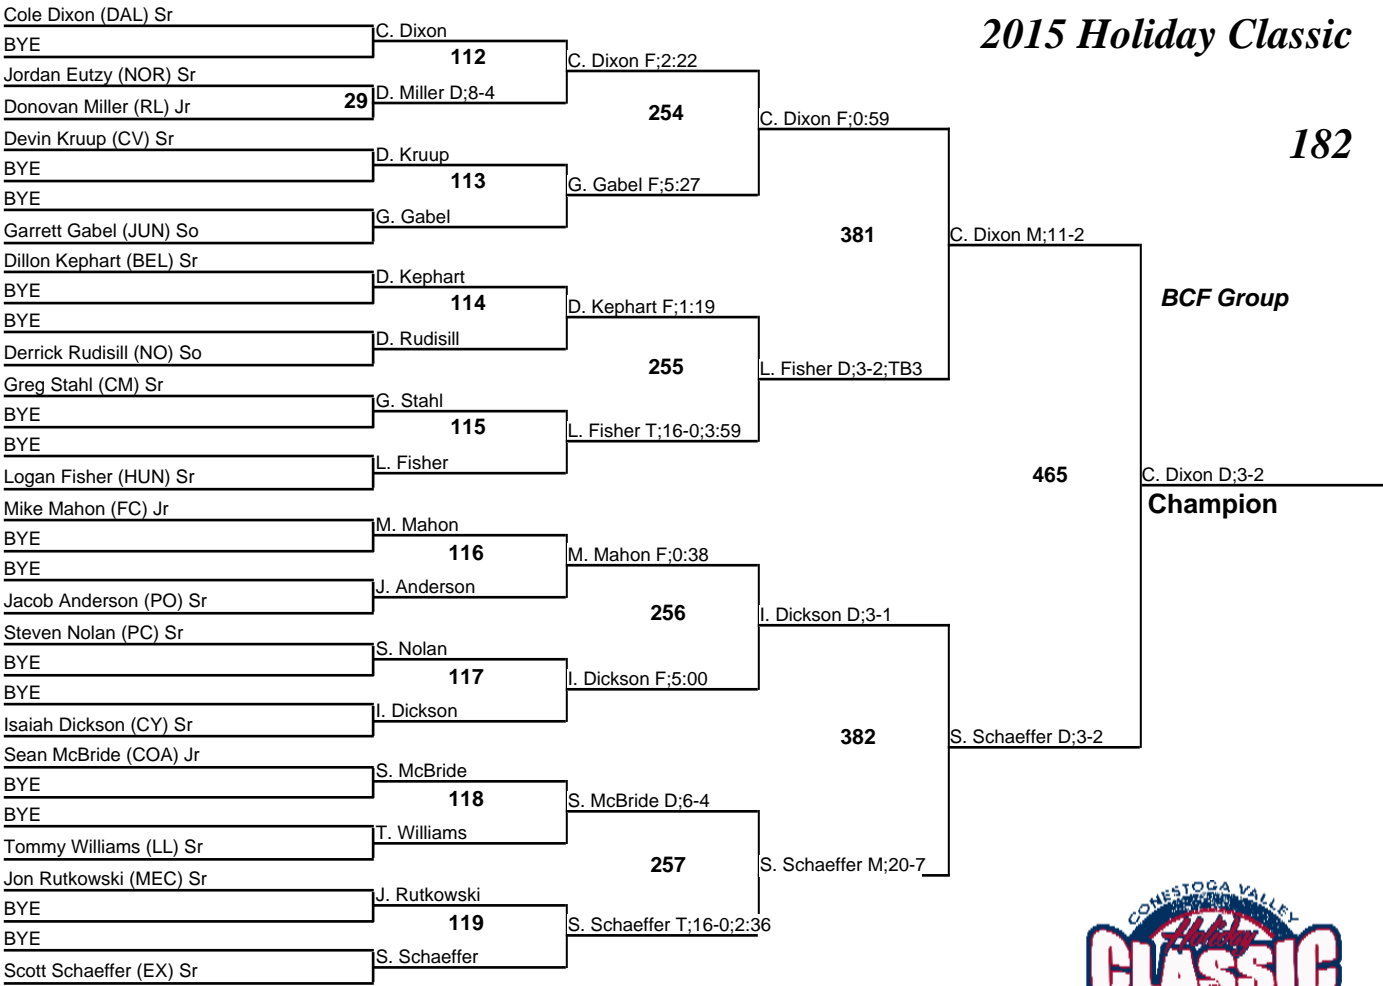 2015 Holiday Classic
182
Cole Dixon (DAL) Sr
BYE
Jordan Eutzy (NOR) Sr
Donovan Miller (RL) Jr
Devin Kruup (CV) Sr
BYE
BYE
Garrett Gabel (JUN) So
Dillon Kephart (BEL) Sr
BYE
BYE
Derrick Rudisill (NO) So
Greg Stahl (CM) Sr
BYE
BYE
Logan Fisher (HUN) Sr
Mike Mahon (FC) Jr
BYE
BYE
Jacob Anderson (PO) Sr
Steven Nolan (PC) Sr
BYE
BYE
Isaiah Dickson (CY) Sr
Sean McBride (COA) Jr
BYE
BYE
Tommy Williams (LL) Sr
Jon Rutkowski (MEC) Sr
BYE
BYE
Scott Schaeffer (EX) Sr
C. Dixon
112
29
D. Miller D;8-4
D. Kruup
113
G. Gabel
D. Kephart
114
D. Rudisill
G. Stahl
115
L. Fisher
M. Mahon
116
J. Anderson
S. Nolan
117
I. Dickson
S. McBride
118
T. Williams
J. Rutkowski
119
S. Schaeffer
C. Dixon F;2:22
254
G. Gabel F;5:27
D. Kephart F;1:19
255
L. Fisher T;16-0;3:59
M. Mahon F;0:38
256
I. Dickson F;5:00
S. McBride D;6-4
257
S. Schaeffer T;16-0;2:36
C. Dixon F;0:59
381
L. Fisher D;3-2;TB3
I. Dickson D;3-1
382
S. Schaeffer M;20-7
C. Dixon M;11-2
465
S. Schaeffer D;3-2
BCF Group
C. Dixon D;3-2
Champion
CONESTOGA VALLEY
Holiday
CLASSIC